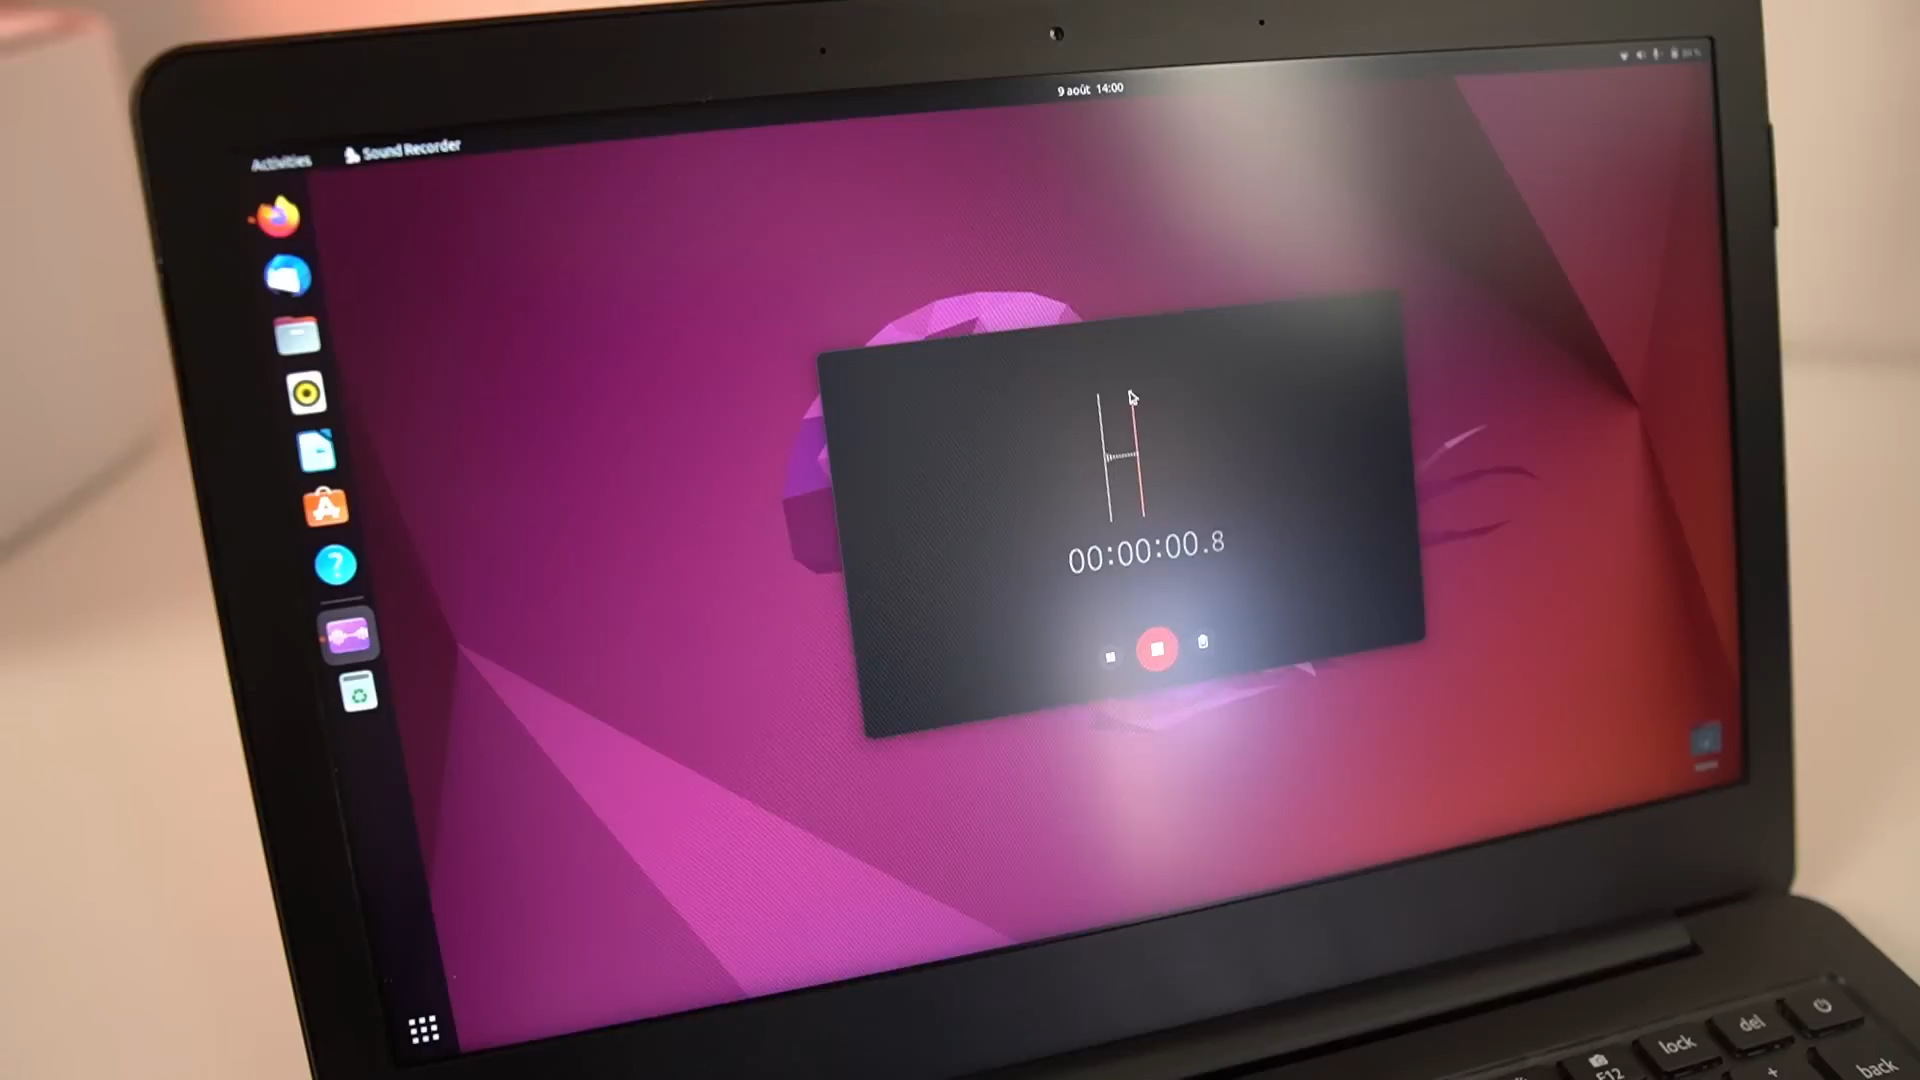 9 août 14:00
Activities
Sound Recorder
00:00:00.8
del
lock
F12
back